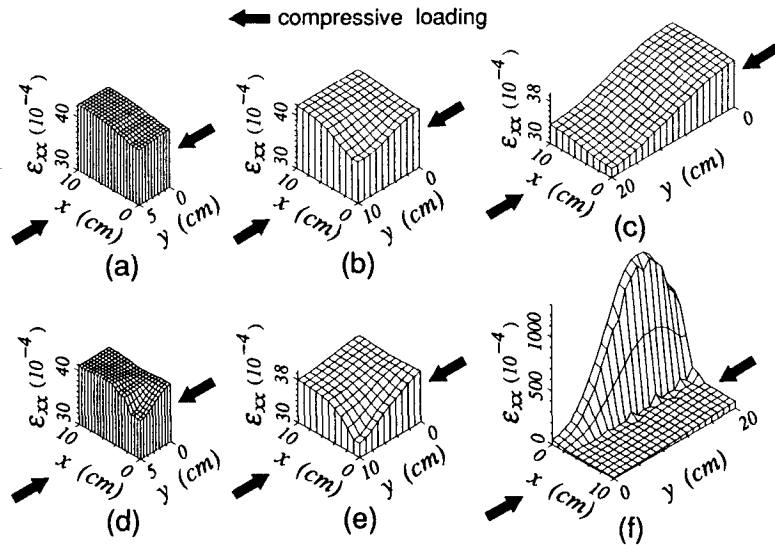 compressive loading
εxx (10⁻⁴)
40
30
10
x (cm)
0
5
y (cm)
0
(a)
εxx (10⁻⁴)
40
30
10
x (cm)
0
10
y (cm)
0
(b)
εxx (10⁻⁴)
38
30
10
x (cm)
0
20
y (cm)
0
(c)
εxx (10⁻⁴)
40
30
10
x (cm)
0
5
y (cm)
0
(d)
εxx (10⁻⁴)
38
30
10
x (cm)
0
10
y (cm)
0
(e)
εxx (10⁻⁴)
1000
500
0
0
x (cm)
10
0
y (cm)
20
(f)